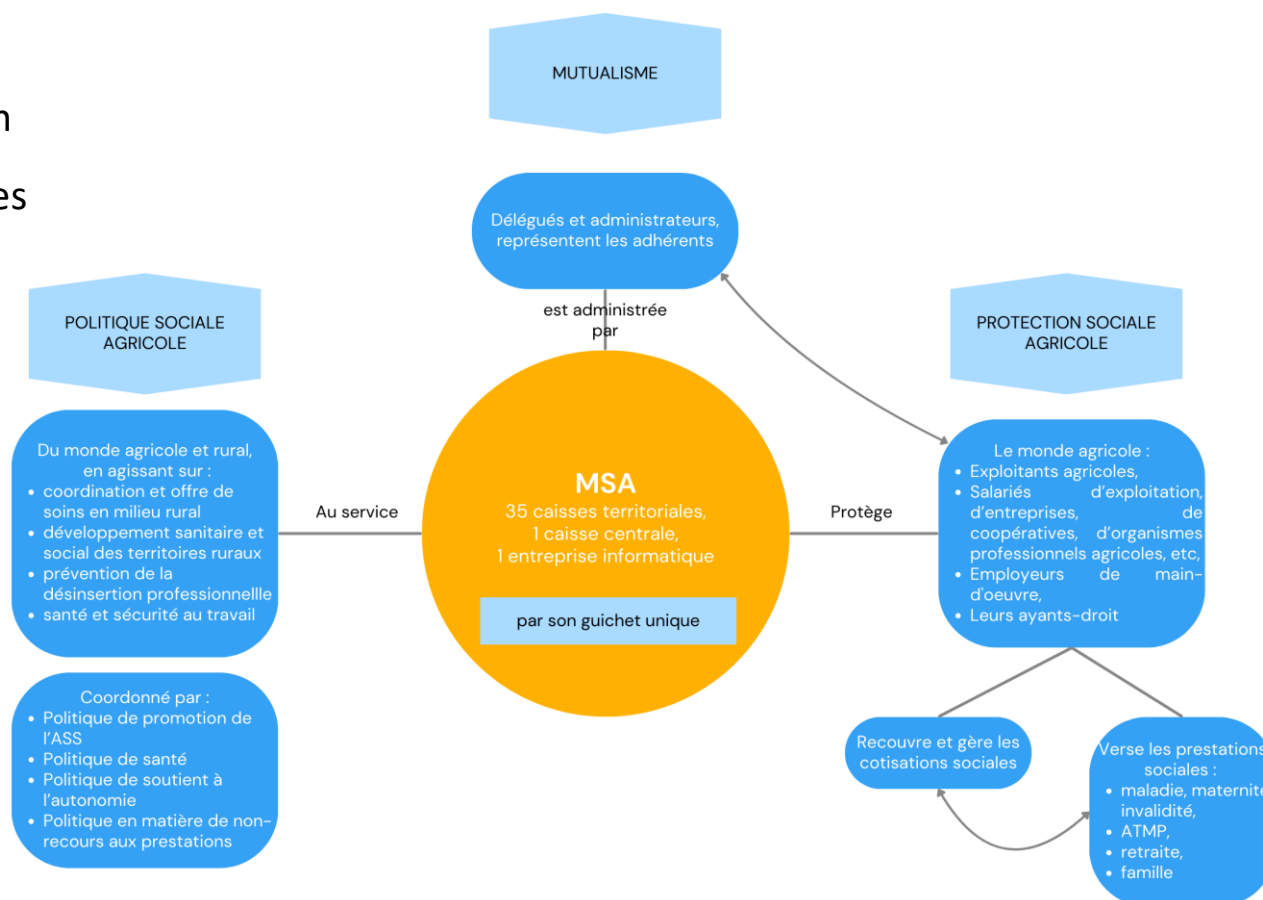 MUTUALISME
n
es
Délégués et administrateurs,
représentent les adhérents
est administrée
par
POLITIQUE SOCIALE
AGRICOLE
Du monde agricole et rural,
en agissant sur :
• coordination et offre de
soins en milieu rural
• développement sanitaire et
social des territoires ruraux
• prévention de la
désinsertion professionnellle
• santé et sécurité au travail
Coordonné par :
• Politique de promotion de
l'ASS
• Politique de santé
• Politique de soutient à
l'autonomie
• Politique en matière de non-
recours aux prestations
Au service
MSA
35 caisses territoriales,
1 caisse centrale,
1 entreprise informatique
par son guichet unique
Protège
PROTECTION SOCIALE
AGRICOLE
Le monde agricole :
• Exploitants agricoles,
• Salariés d'exploitation,
d'entreprises, de
coopératives, d'organismes
professionnels agricoles, etc,
• Employeurs de main-
d'oeuvre,
• Leurs ayants-droit
Recouvre et gère les
cotisations sociales
Verse les prestations
sociales :
• maladie, maternité
invalidité,
• ATMP,
• retraite,
• famille